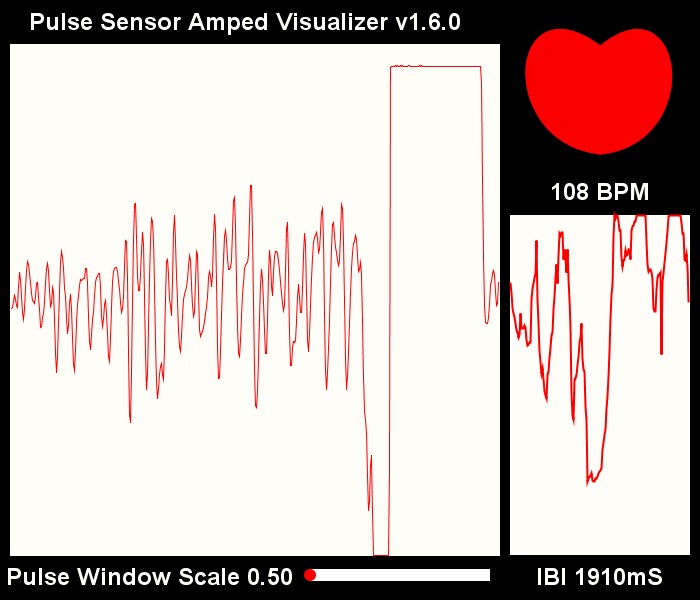 Pulse Sensor Amped Visualizer v1.6.0
108 BPM
Pulse Window Scale 0.50
IBI 1910mS